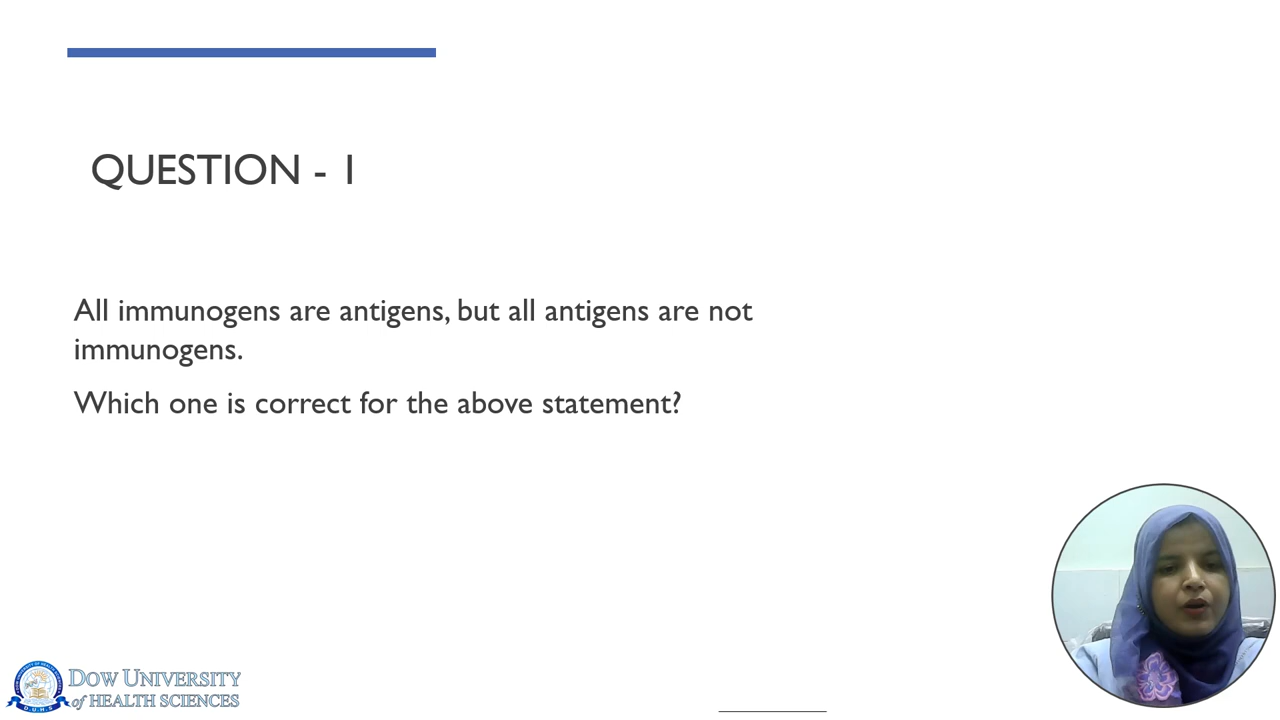 QUESTION - 1
All immunogens are antigens, but all antigens are not
immunogens.
Which one is correct for the above statement?
DOW UNIVERSITY
of HEALTH SCIENCES
D.U.H.S